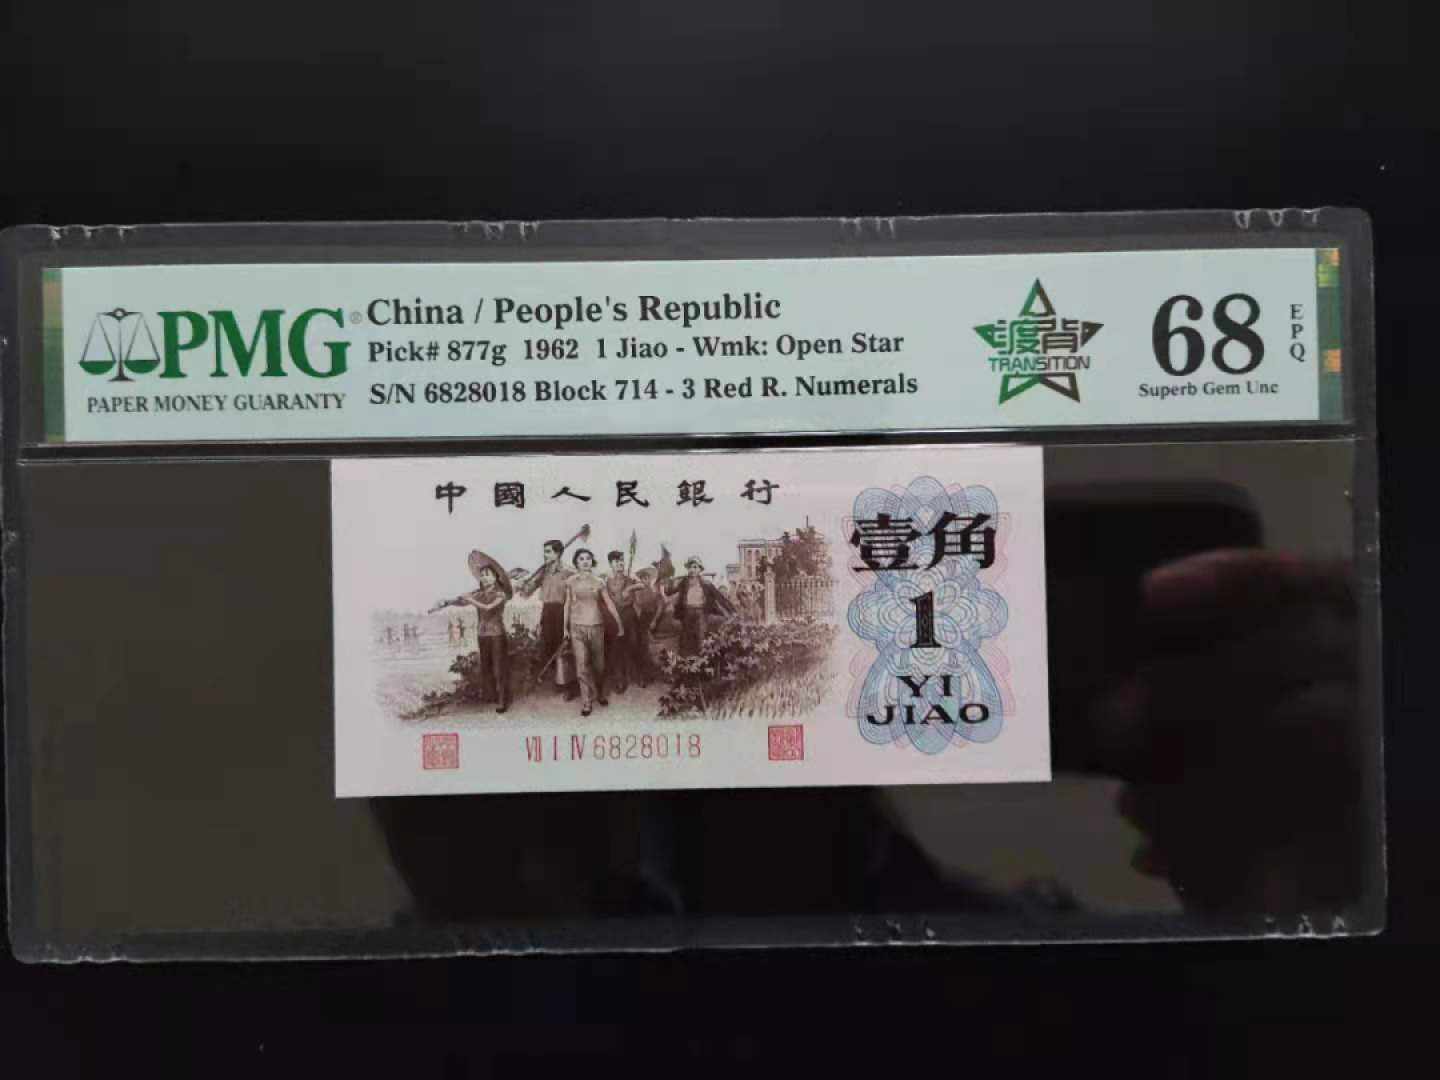 PMG®
PAPER MONEY GUARANTY
China / People's Republic
Pick# 877g 1962 1 Jiao - Wmk: Open Star
S/N 6828018 Block 714 - 3 Red R. Numerals
渡背
TRANSITION
68
EPQ
Superb Gem Unc
中國人民銀行
壹角
1
YI
JIAO
Ⅶ Ⅰ Ⅳ 6828018